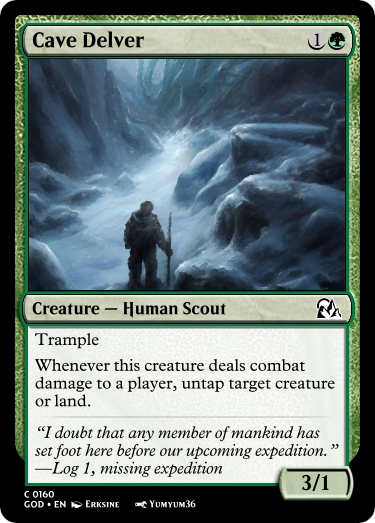 Cave Delver 1
Creature — Human Scout
Trample
Whenever this creature deals combat
damage to a player, untap target creature
or land.
“I doubt that any member of mankind has
set foot here before our upcoming expedition.”
—Log 1, missing expedition
3/1
C 0160
GOD • EN Erksine Yumyum36